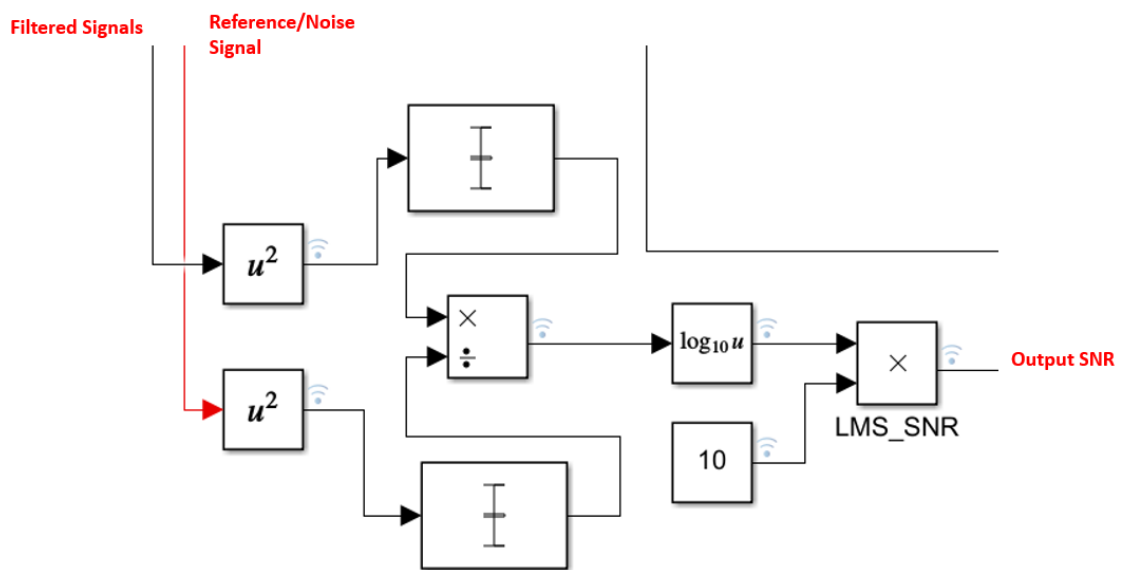 Filtered Signals
Reference/Noise
Signal
u²
×
÷
log₁₀ u
×
Output SNR
LMS_SNR
u²
10